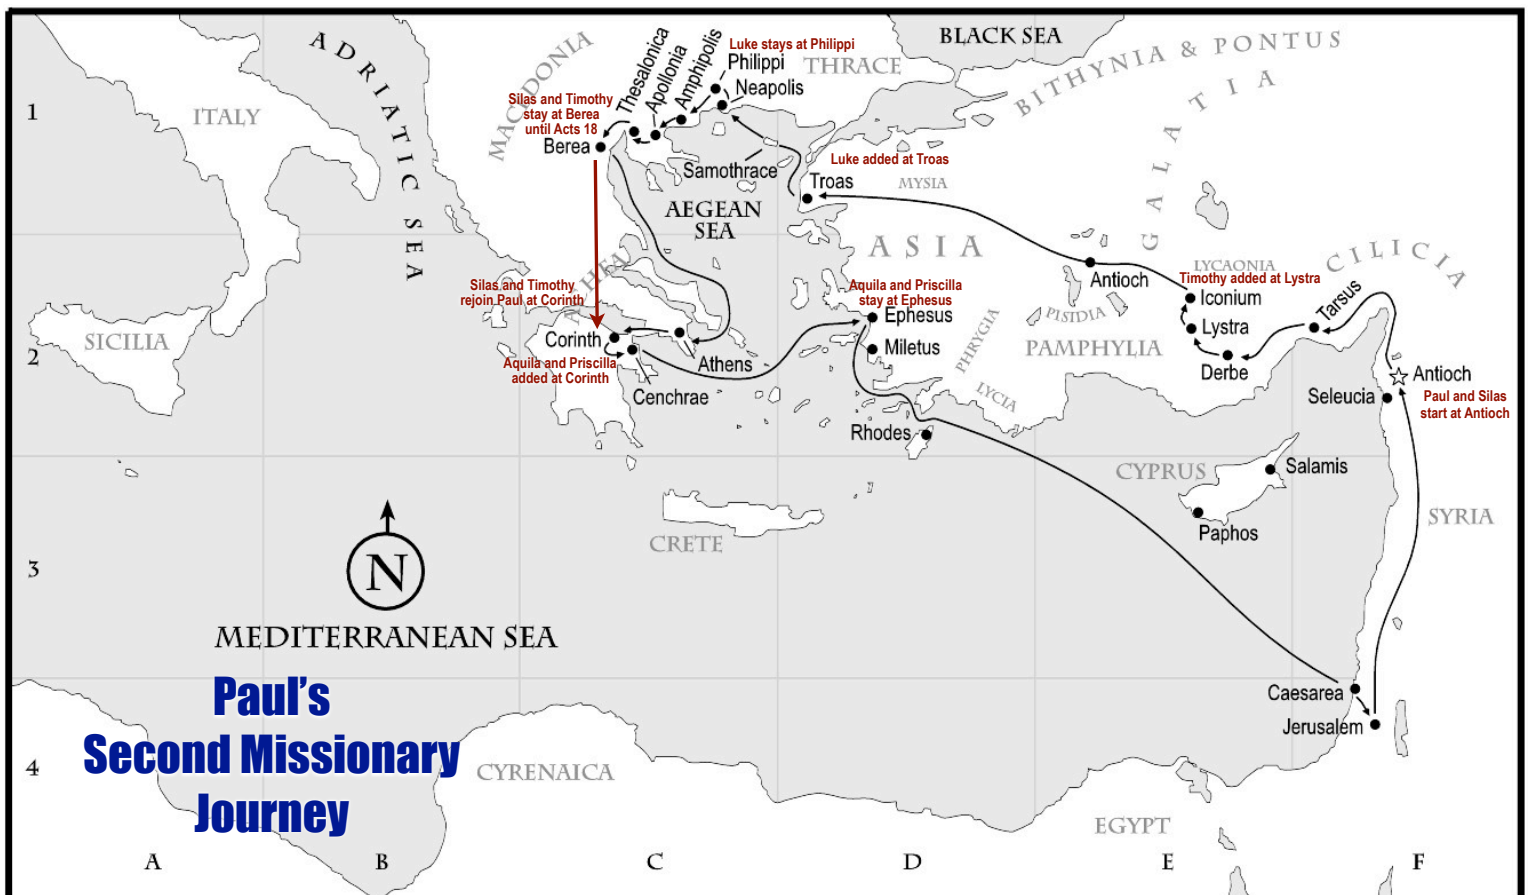 BLACK SEA
ADRIATIC SEA
MACEDONIA
Thesalonica
Apollonia
Amphipolis
Luke stays at Philippi
Philippi
THRACE
Neapolis
BITHYNIA & PONTUS
GALATIA
1
ITALY
Silas and Timothy
stay at Berea
until Acts 18
Berea
Samothrace
Luke added at Troas
Troas
MYSIA
AEGEAN
SEA
ASIA
Antioch
LYCAONIA
CILICIA
Timothy added at Lystra
Iconium
Tarsus
Silas and Timothy
rejoin Paul at Corinth
ACHHEA
Aquila and Priscilla
stay at Ephesus
Ephesus
PISIDIA
PHRYGIA
Lystra
SICILIA
Corinth
Miletus
PAMPHYLIA
2
Aquila and Priscilla
added at Corinth
Athens
Derbe
Antioch
Cenchrae
LYCIA
Seleucia
Paul and Silas
start at Antioch
Rhodes
CYPRUS
Salamis
Paphos
SYRIA
CRETE
N
3
MEDITERRANEAN SEA
Caesarea
Jerusalem
Paul's
Second Missionary
Journey
4
CYRENAICA
EGYPT
A B C D E F